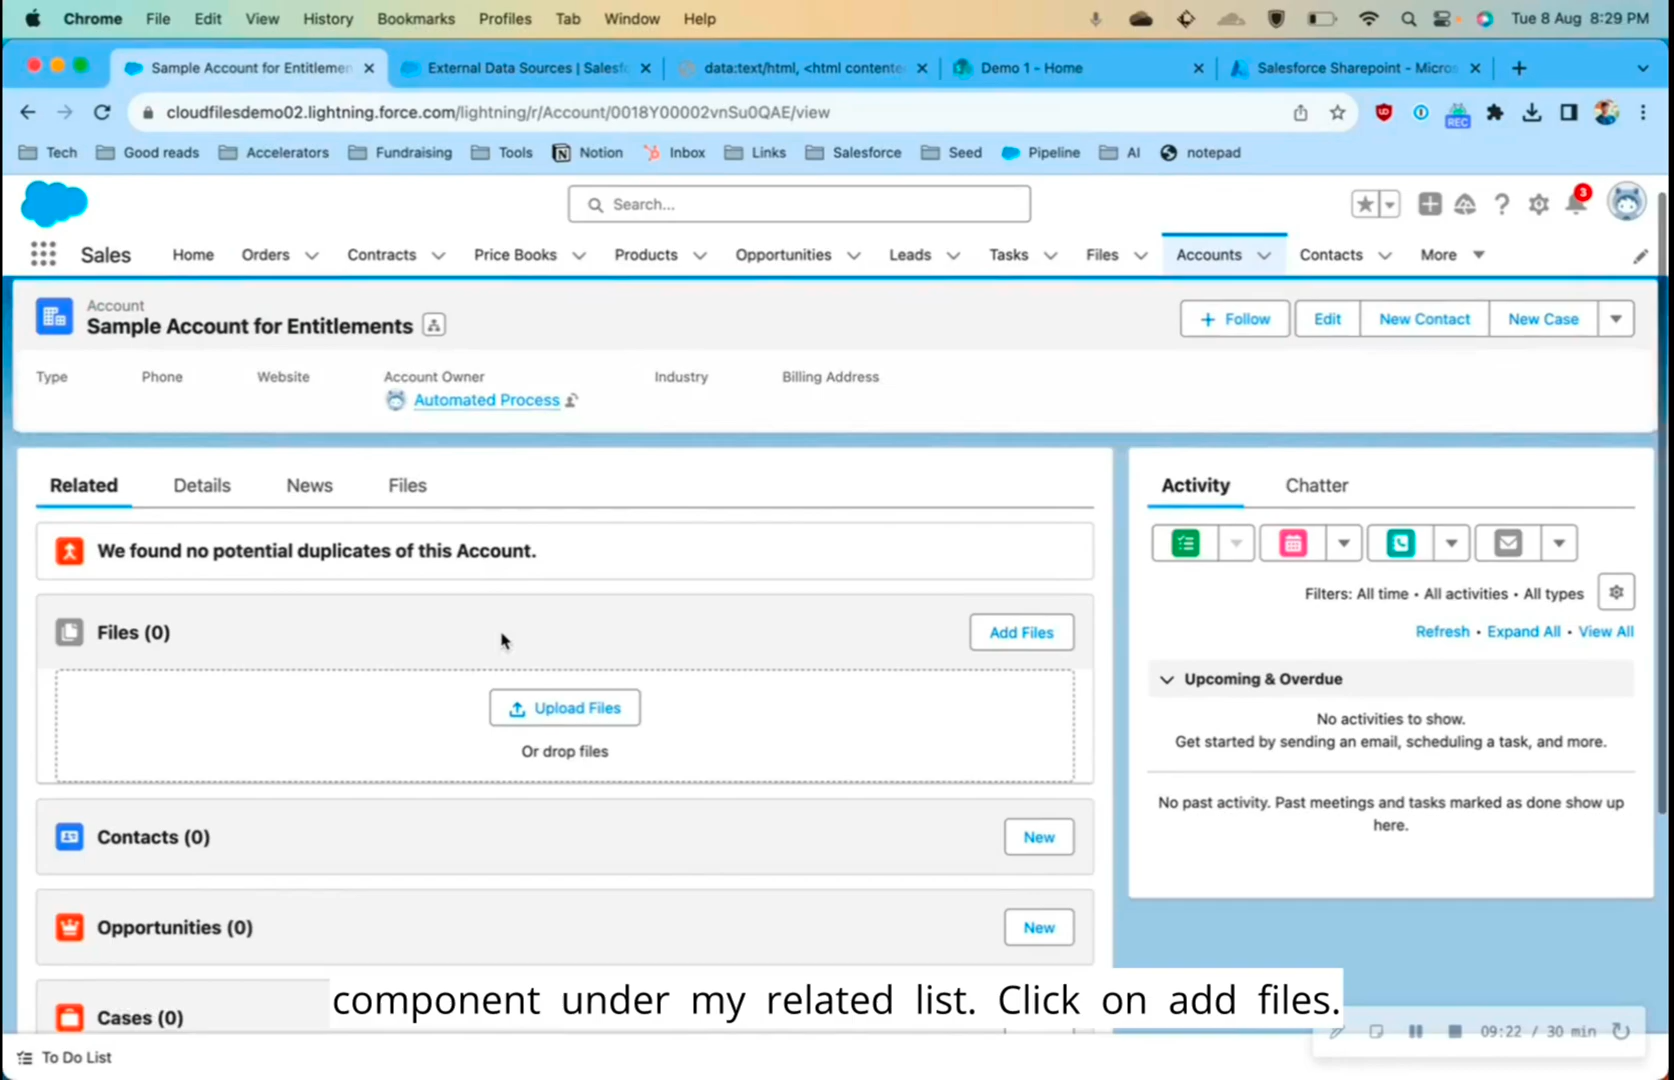 Chrome File Edit View History Bookmarks Profiles Tab Window Help Tue 8 Aug 8:29 PM
Sample Account for Entitlemen External Data Sources | Salesf data:text/html, <html contente Demo 1 - Home Salesforce Sharepoint - Micros
cloudfilesdemo02.lightning.force.com/lightning/r/Account/0018Y00002vnSu0QAE/view REC
Tech Good reads Accelerators Fundraising Tools Notion Inbox Links Salesforce Seed Pipeline AI notepad
Search... 3
Sales Home Orders Contracts Price Books Products Opportunities Leads Tasks Files Accounts Contacts More
Account
Sample Account for Entitlements
+ Follow Edit New Contact New Case
Type Phone Website Account Owner Industry Billing Address
Automated Process
Related Details News Files
We found no potential duplicates of this Account.
Files (0) Add Files
Upload Files
Or drop files
Contacts (0) New
Opportunities (0) New
Cases (0)
Activity Chatter
Filters: All time • All activities • All types
Refresh • Expand All • View All
Upcoming & Overdue
No activities to show.
Get started by sending an email, scheduling a task, and more.
No past activity. Past meetings and tasks marked as done show up
here.
component under my related list. Click on add files.
09:22 / 30 min
To Do List